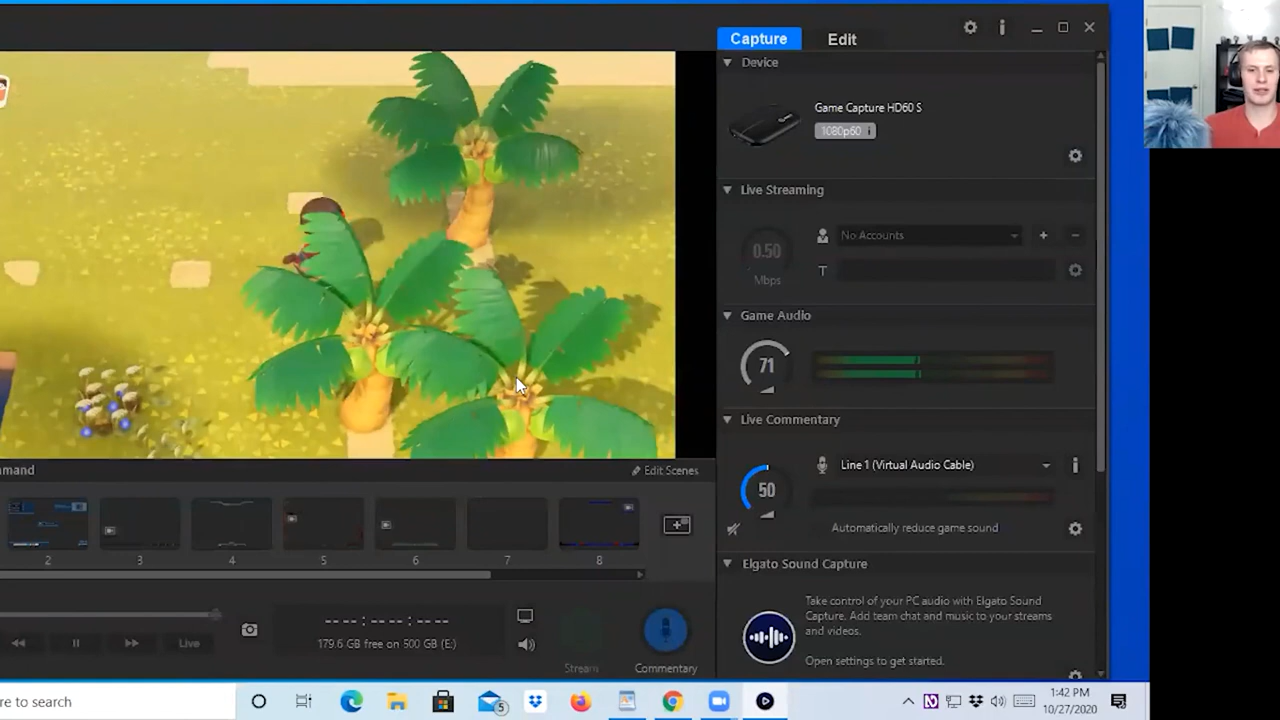 Capture
Edit
Device
Game Capture HD60 S
1080p60 i
Live Streaming
0.50
Mbps
No Accounts
T
Game Audio
71
mmand
Edit Scenes
Live Commentary
50
Line 1 (Virtual Audio Cable)
Automatically reduce game sound
2 3 4 5 6 7 8
Elgato Sound Capture
Take control of your PC audio with Elgato Sound
Capture. Add team chat and music to your streams
and videos.
Open settings to get started.
Live
-- -- : -- -- : -- --
179.6 GB free on 500 GB (E:)
Stream
Commentary
re to search
5
1:42 PM
10/27/2020